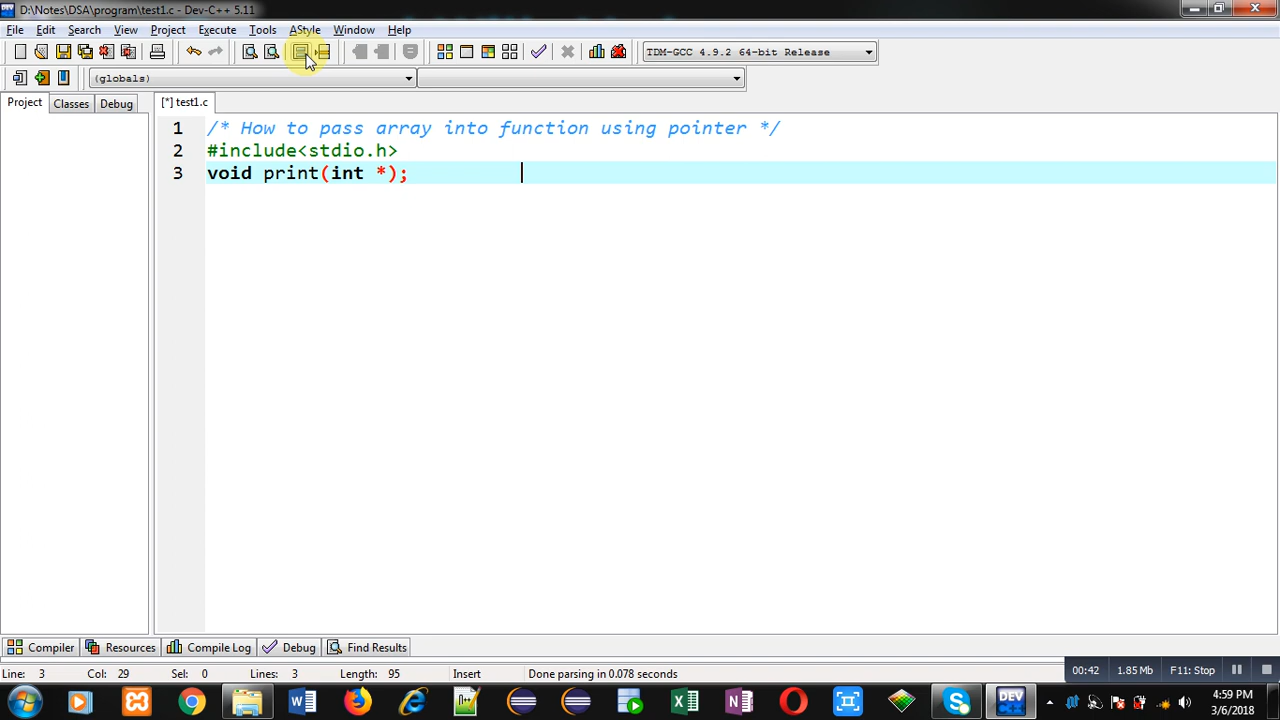 D:\Notes\DSA\program\test1.c - Dev-C++ 5.11
File Edit Search View Project Execute Tools AStyle Window Help
TDM-GCC 4.9.2 64-bit Release
(globals)
Project Classes Debug [*] test1.c
1 /* How to pass array into function using pointer */
2 #include<stdio.h>
3 void print(int *);
Compiler Resources Compile Log Debug Find Results
Line: 3 Col: 29 Sel: 0 Lines: 3 Length: 95 Insert Done parsing in 0.078 seconds
00:42 1.85 Mb F11: Stop
DEV C++
4:59 PM
3/6/2018